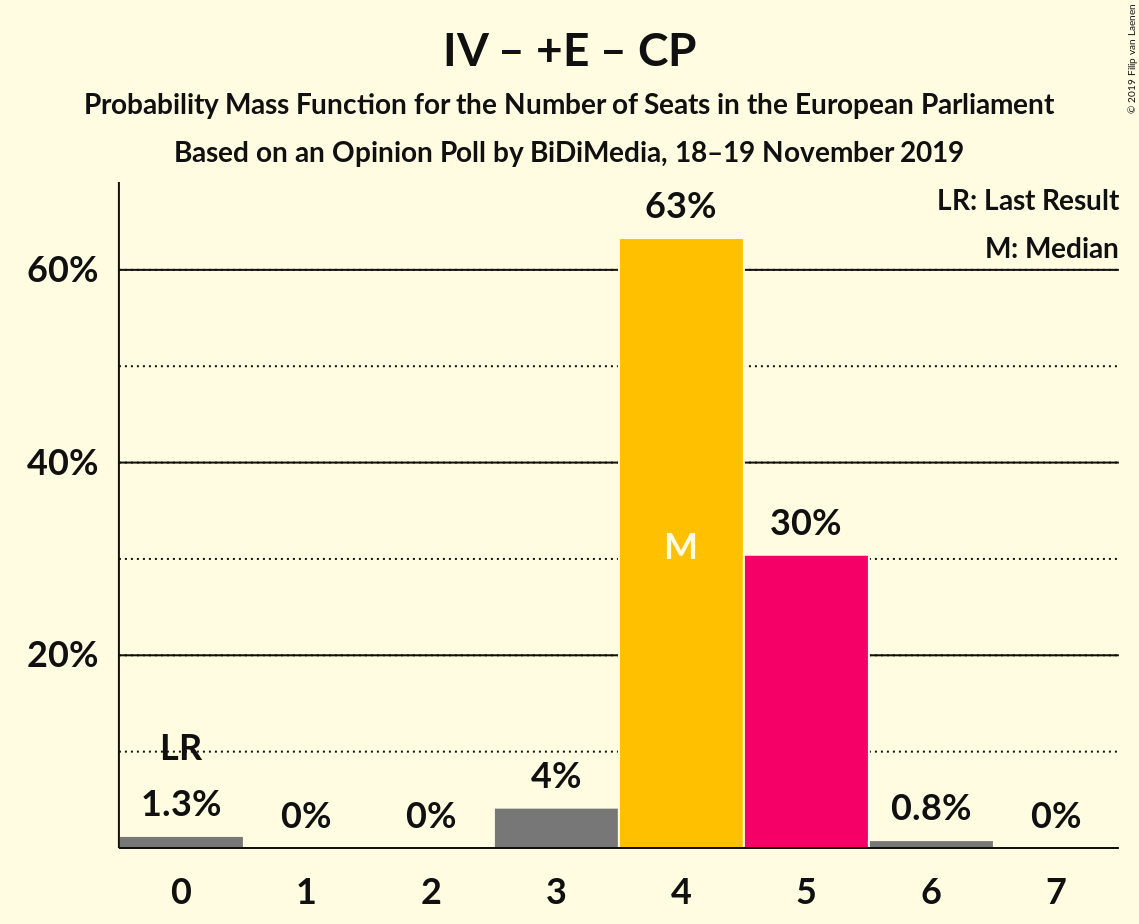 IV – +E – CP
Probability Mass Function for the Number of Seats in the European Parliament
Based on an Opinion Poll by BiDiMedia, 18–19 November 2019
© 2019 Filip van Laenen
LR: Last Result
M: Median
63%
60%
30%
40%
M
20%
LR
4%
1.3%
0%
0%
0.8%
0%
0 1 2 3 4 5 6 7